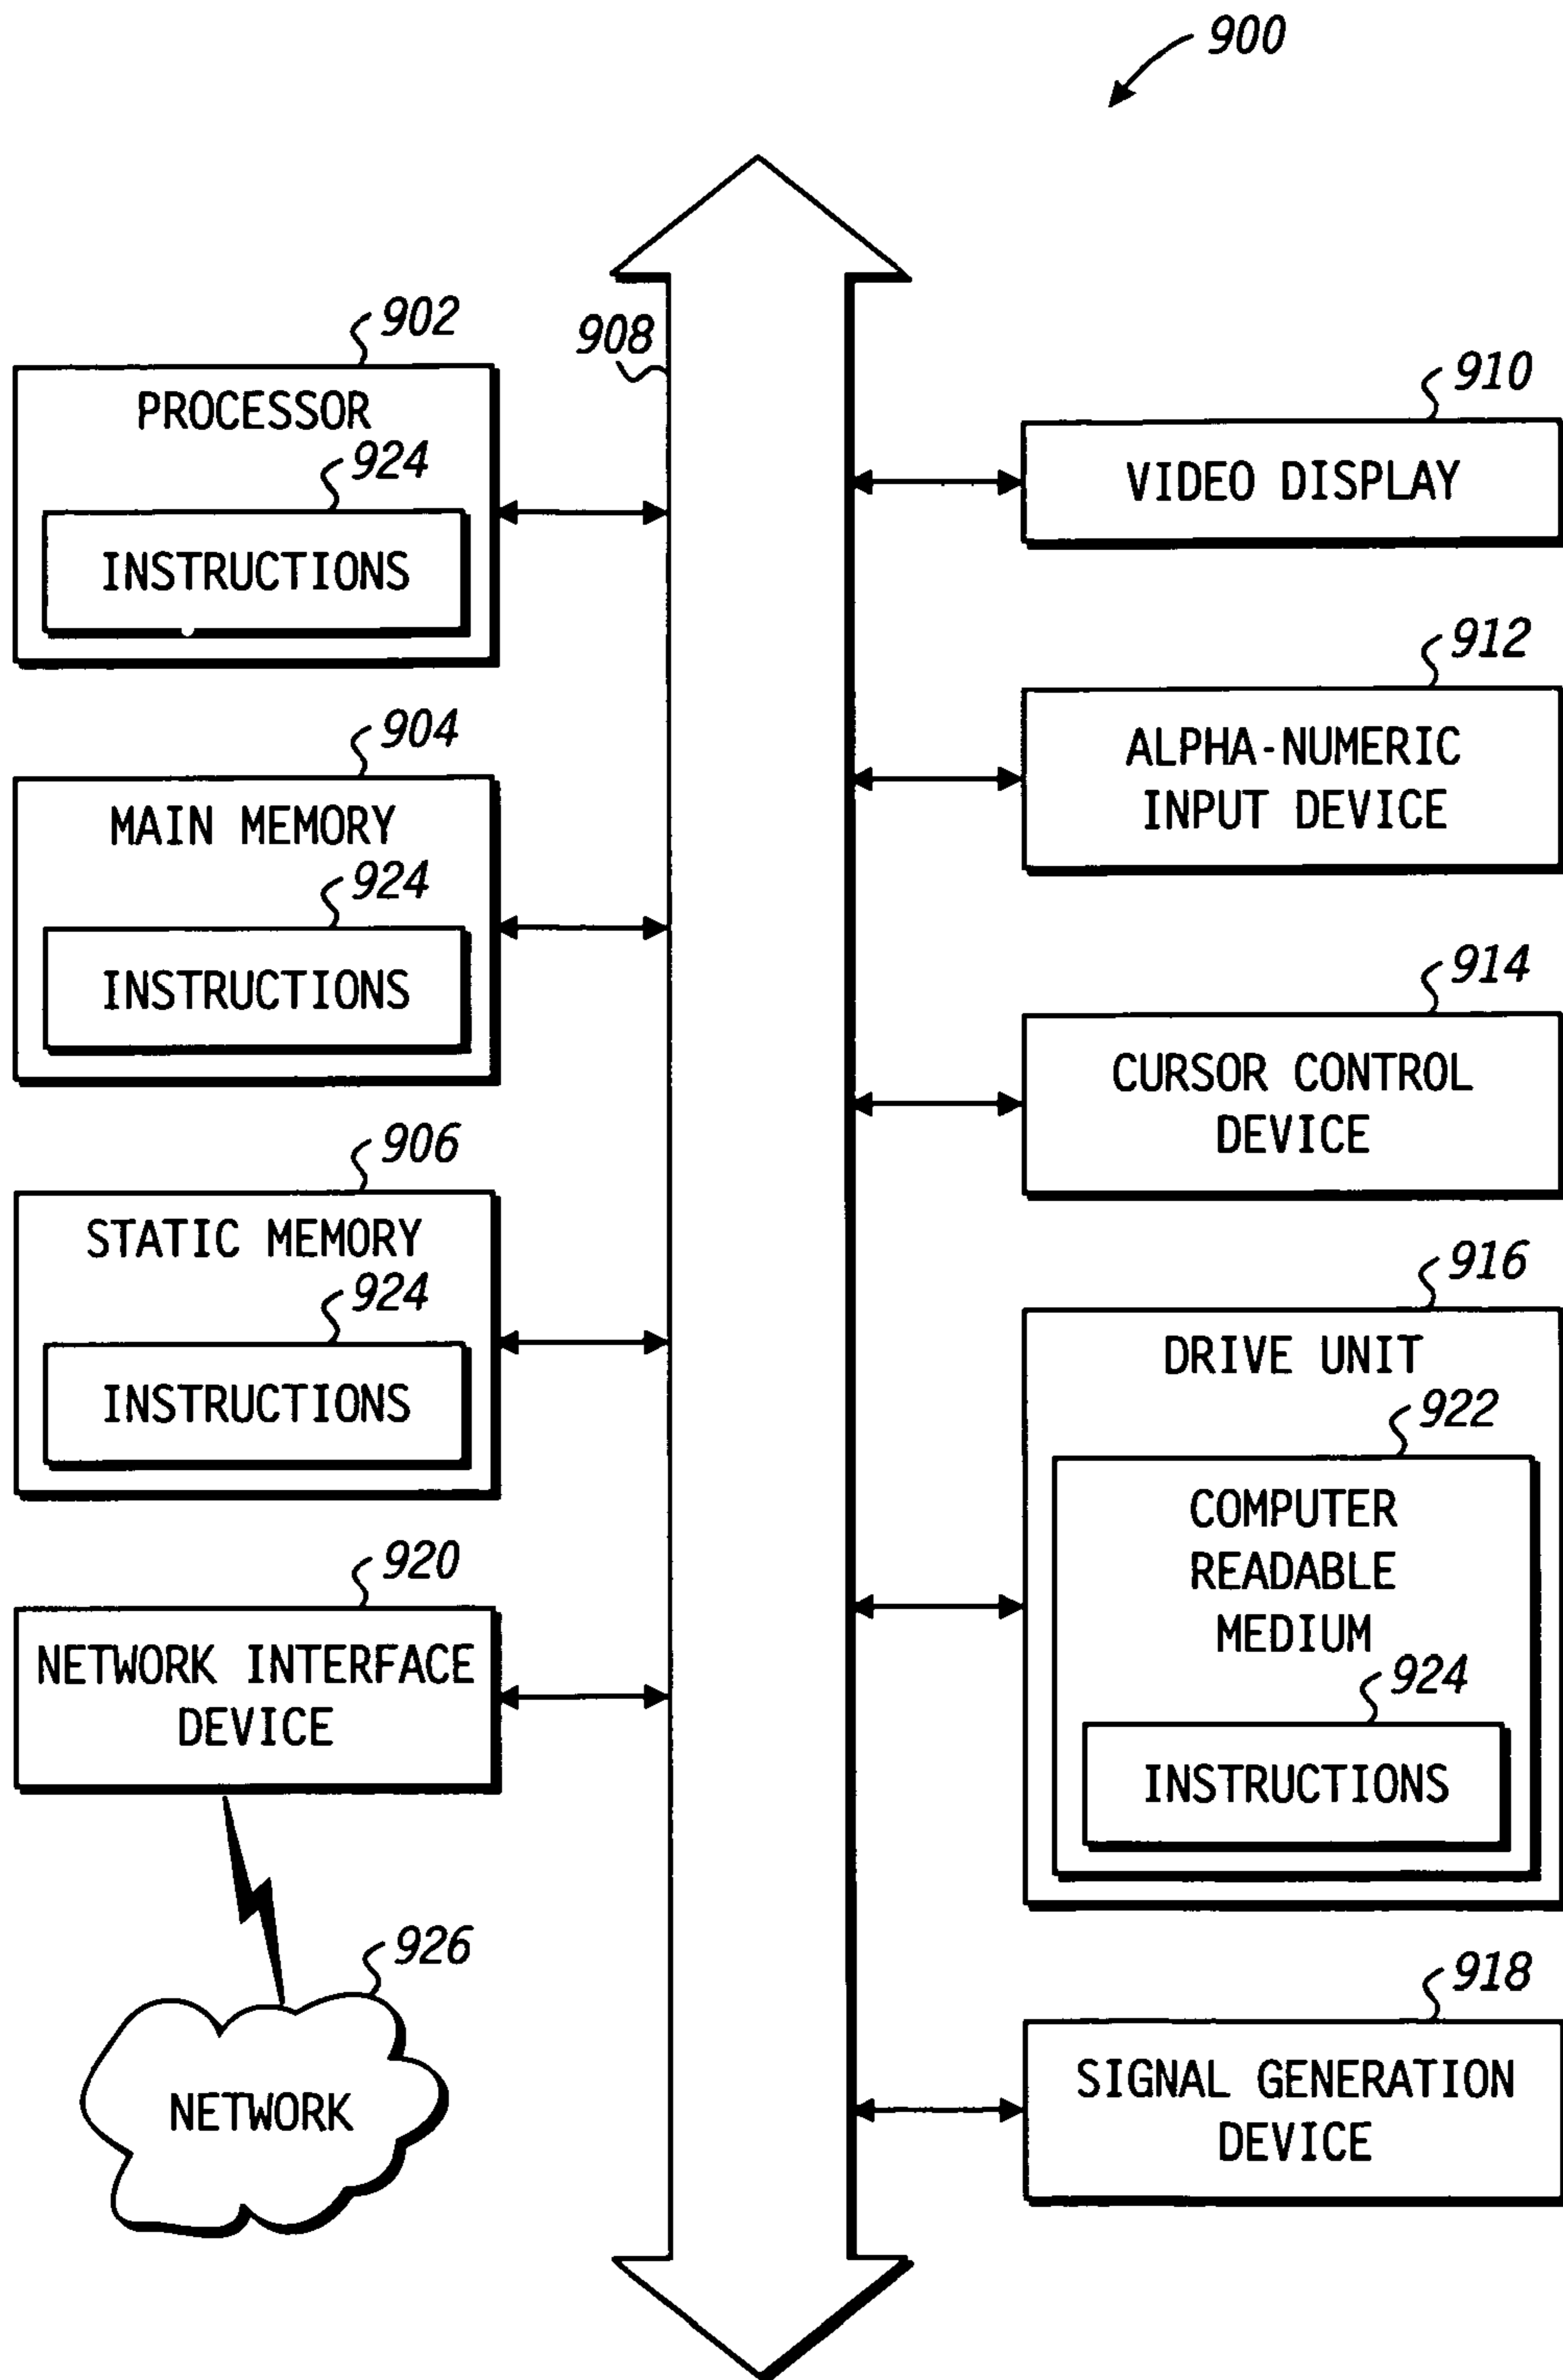 900
902
PROCESSOR
924
INSTRUCTIONS
904
MAIN MEMORY
924
INSTRUCTIONS
906
STATIC MEMORY
924
INSTRUCTIONS
920
NETWORK INTERFACE
DEVICE
926
NETWORK
908
910
VIDEO DISPLAY
912
ALPHA-NUMERIC
INPUT DEVICE
914
CURSOR CONTROL
DEVICE
916
DRIVE UNIT
922
COMPUTER
READABLE
MEDIUM
924
INSTRUCTIONS
918
SIGNAL GENERATION
DEVICE